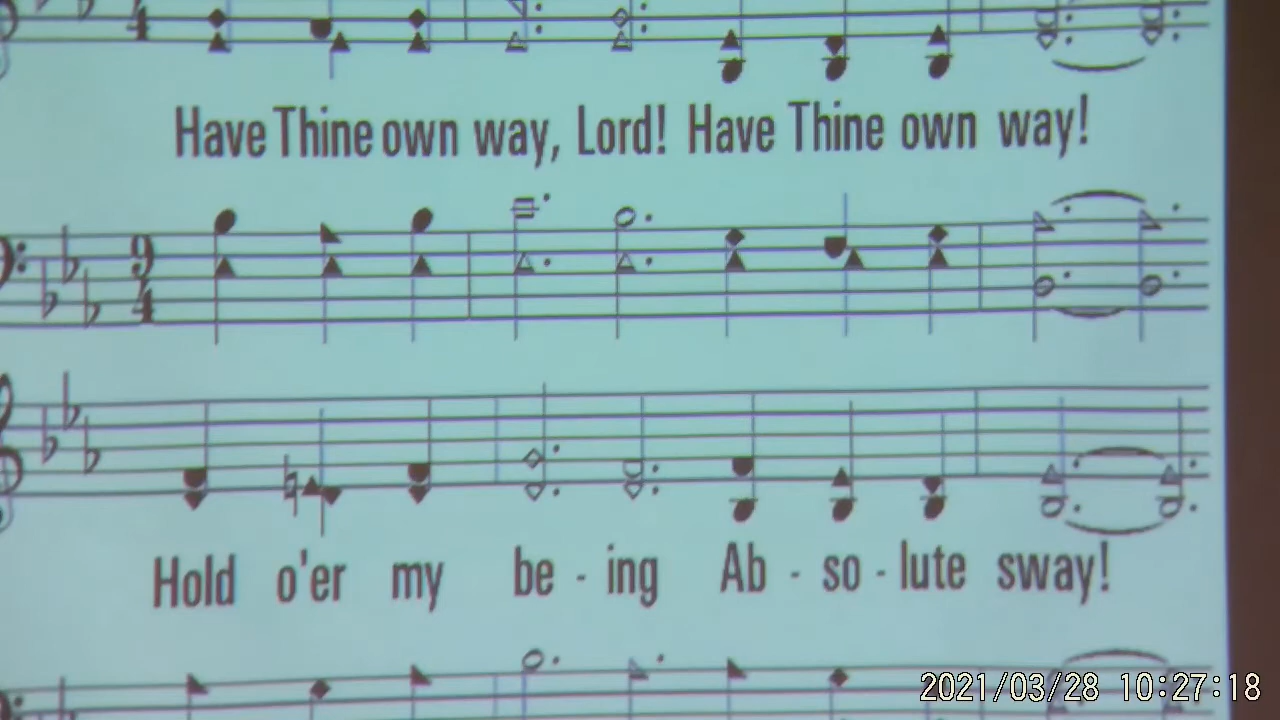 Have Thine own way, Lord! Have Thine own way!
Hold o'er my be - ing Ab - so - lute sway!
2021/03/28 10:27:18